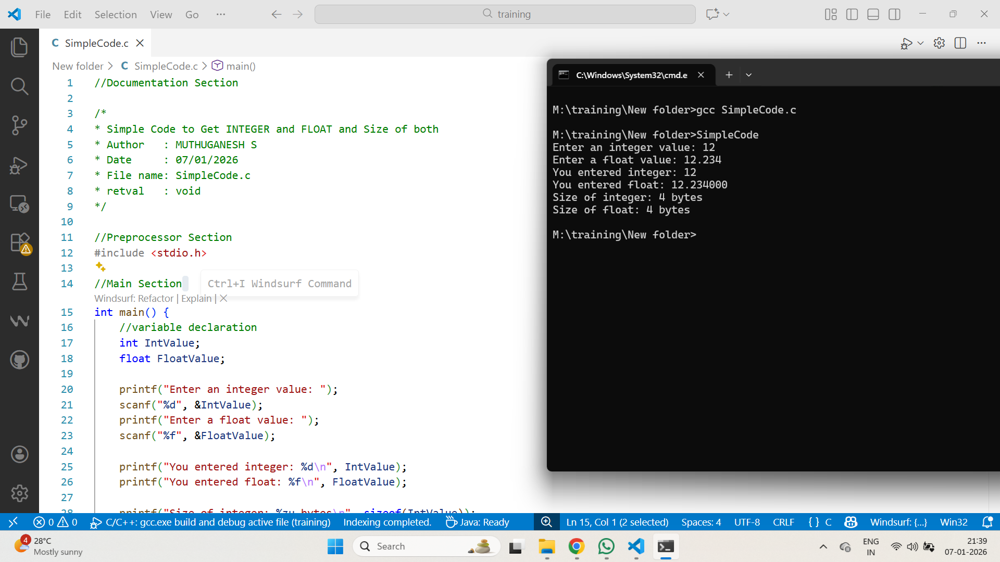 File Edit Selection View Go ···
training
SimpleCode.c
New folder > C SimpleCode.c > main()
1 //Documentation Section
2
3 /*
4 * Simple Code to Get INTEGER and FLOAT and Size of both
5 * Author   : MUTHUGANESH S
6 * Date     : 07/01/2026
7 * File name: SimpleCode.c
8 * retval   : void
9 */
10
11 //Preprocessor Section
12 #include <stdio.h>
13
14 //Main Section
Ctrl+I Windsurf Command
Windsurf: Refactor | Explain | ×
15 int main() {
16     //variable declaration
17     int IntValue;
18     float FloatValue;
19
20     printf("Enter an integer value: ");
21     scanf("%d", &IntValue);
22     printf("Enter a float value: ");
23     scanf("%f", &FloatValue);
24
25     printf("You entered integer: %d\n", IntValue);
26     printf("You entered float: %f\n", FloatValue);
27
28     printf("Size of integer: %zu bytes\n", sizeof(IntValue));
C:\Windows\System32\cmd.e
M:\training\New folder>gcc SimpleCode.c
M:\training\New folder>SimpleCode
Enter an integer value: 12
Enter a float value: 12.234
You entered integer: 12
You entered float: 12.234000
Size of integer: 4 bytes
Size of float: 4 bytes
M:\training\New folder>
0 0 C/C++: gcc.exe build and debug active file (training) Indexing completed. Java: Ready Ln 15, Col 1 (2 selected) Spaces: 4 UTF-8 CRLF { } C Windsurf: {...} Win32
4 28°C
Mostly sunny
Search
ENG
IN
21:39
07-01-2026